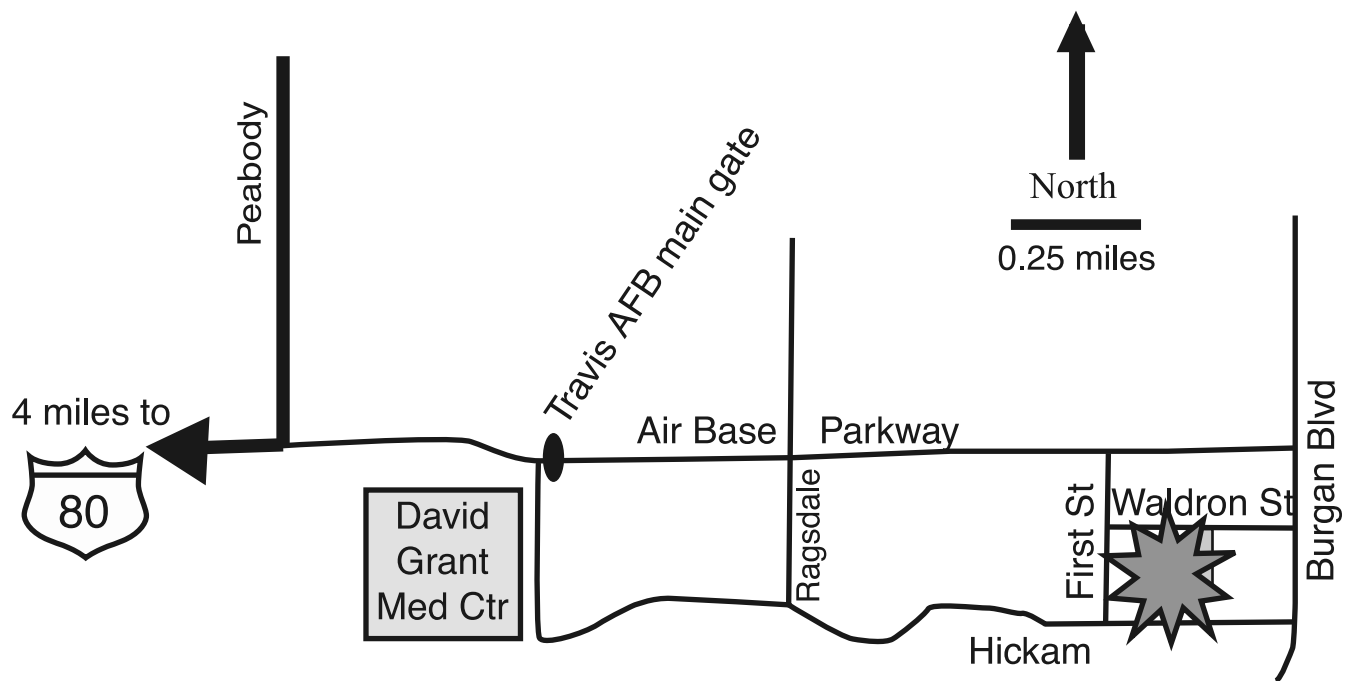 Peabody
Travis AFB main gate
North
0.25 miles
4 miles to
80
Air Base Parkway
David
Grant
Med Ctr
Ragsdale
First St
Waldron St
Burgan Blvd
Hickam